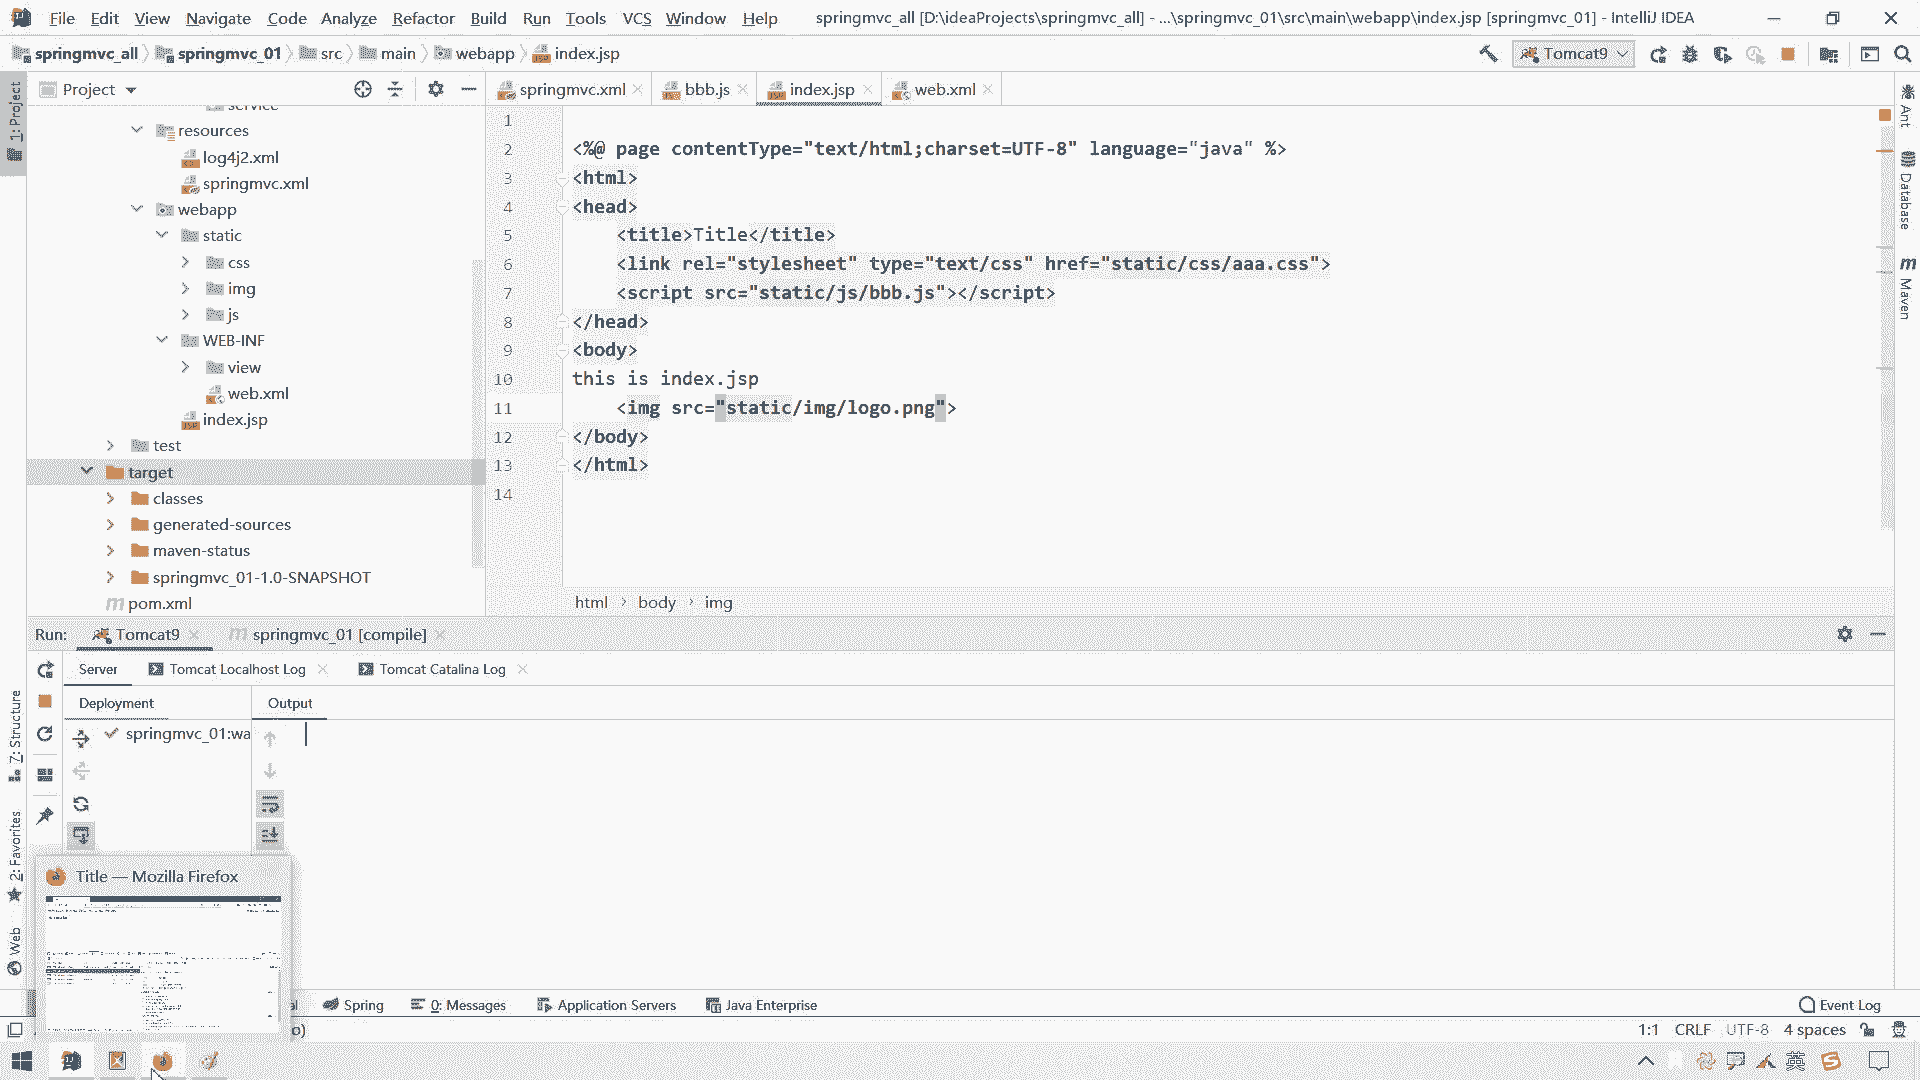 File Edit View Navigate Code Analyze Refactor Build Run Tools VCS Window Help springmvc_all [D:\ideaProjects\springmvc_all] - ...\springmvc_01\src\main\webapp\index.jsp [springmvc_01] - IntelliJ IDEA
springmvc_all springmvc_01 src main webapp index.jsp Tomcat9
Project springmvc.xml bbb.js index.jsp web.xml
1: Project
Ant
Database
Maven
service
resources
log4j2.xml
springmvc.xml
webapp
static
css
img
js
WEB-INF
view
web.xml
index.jsp
test
target
classes
generated-sources
maven-status
springmvc_01-1.0-SNAPSHOT
pom.xml
1
2 <%@ page contentType="text/html;charset=UTF-8" language="java" %>
3 <html>
4 <head>
5 <title>Title</title>
6 <link rel="stylesheet" type="text/css" href="static/css/aaa.css">
7 <script src="static/js/bbb.js"></script>
8 </head>
9 <body>
10 this is index.jsp
11 <img src="static/img/logo.png">
12 </body>
13 </html>
14
html › body › img
Run: Tomcat9 springmvc_01 [compile]
Server Tomcat Localhost Log Tomcat Catalina Log
Deployment Output
springmvc_01:wa
7: Structure
2: Favorites
Web
Title — Mozilla Firefox
al Spring 0: Messages Application Servers Java Enterprise Event Log
o) 1:1 CRLF UTF-8 4 spaces
英